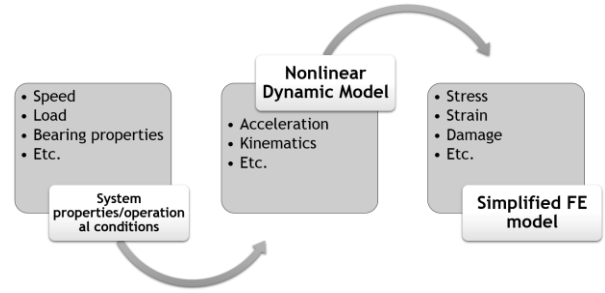 • Speed
• Load
• Bearing properties
• Etc.
System
properties/operation
al conditions
Nonlinear
Dynamic Model
• Acceleration
• Kinematics
• Etc.
• Stress
• Strain
• Damage
• Etc.
Simplified FE
model